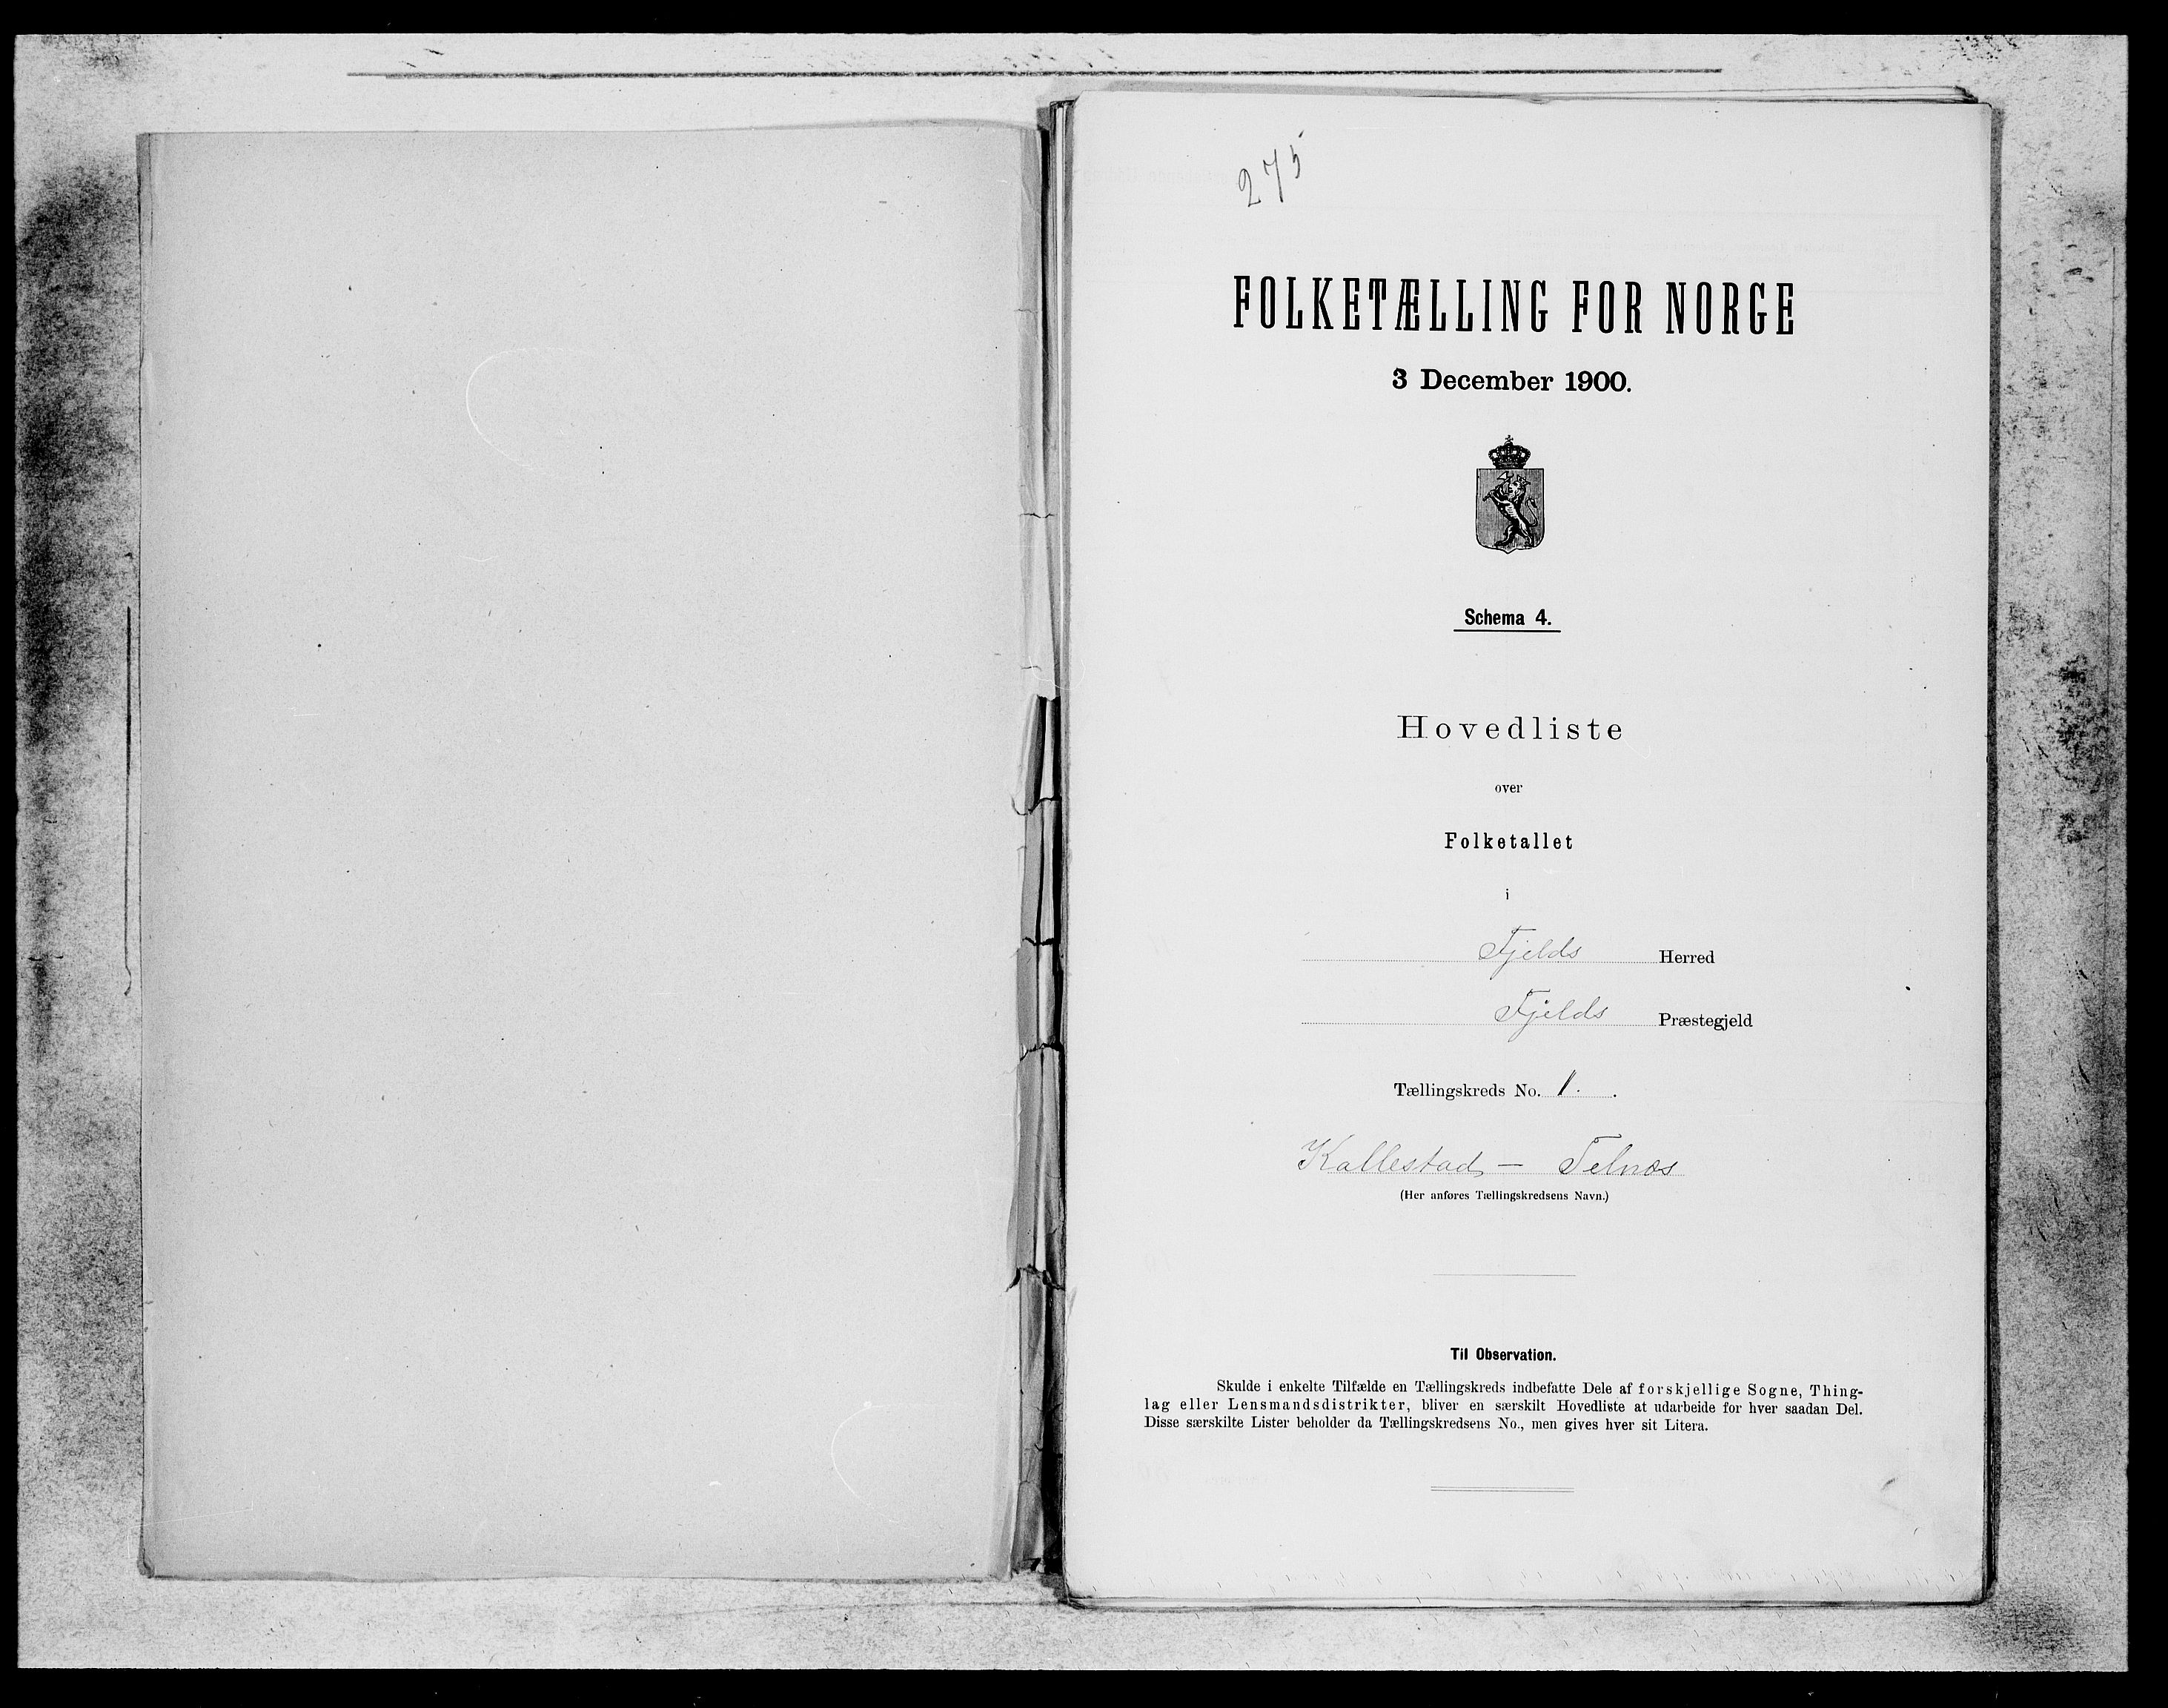 275
FOLKETÆLLING FOR NORGE
3 December 1900.
Schema 4.
Hovedliste
over
Folketallet
i
Fjelds Herred
Fjelds Præstegjeld
Tællingskreds No. 1. .
Kallestad - Telnæs
(Her anføres Tællingskredsens Navn.)
Til Observation.
Skulde i enkelte Tilfælde en Tællingskreds indbefatte Dele af forskjellige Sogne, Thing-
lag eller Lensmandsdistrikter, bliver en særskilt Hovedliste at udarbeide for hver saadan Del.
Disse særskilte Lister beholder da Tællingskredsens No., men gives hver sit Litera.